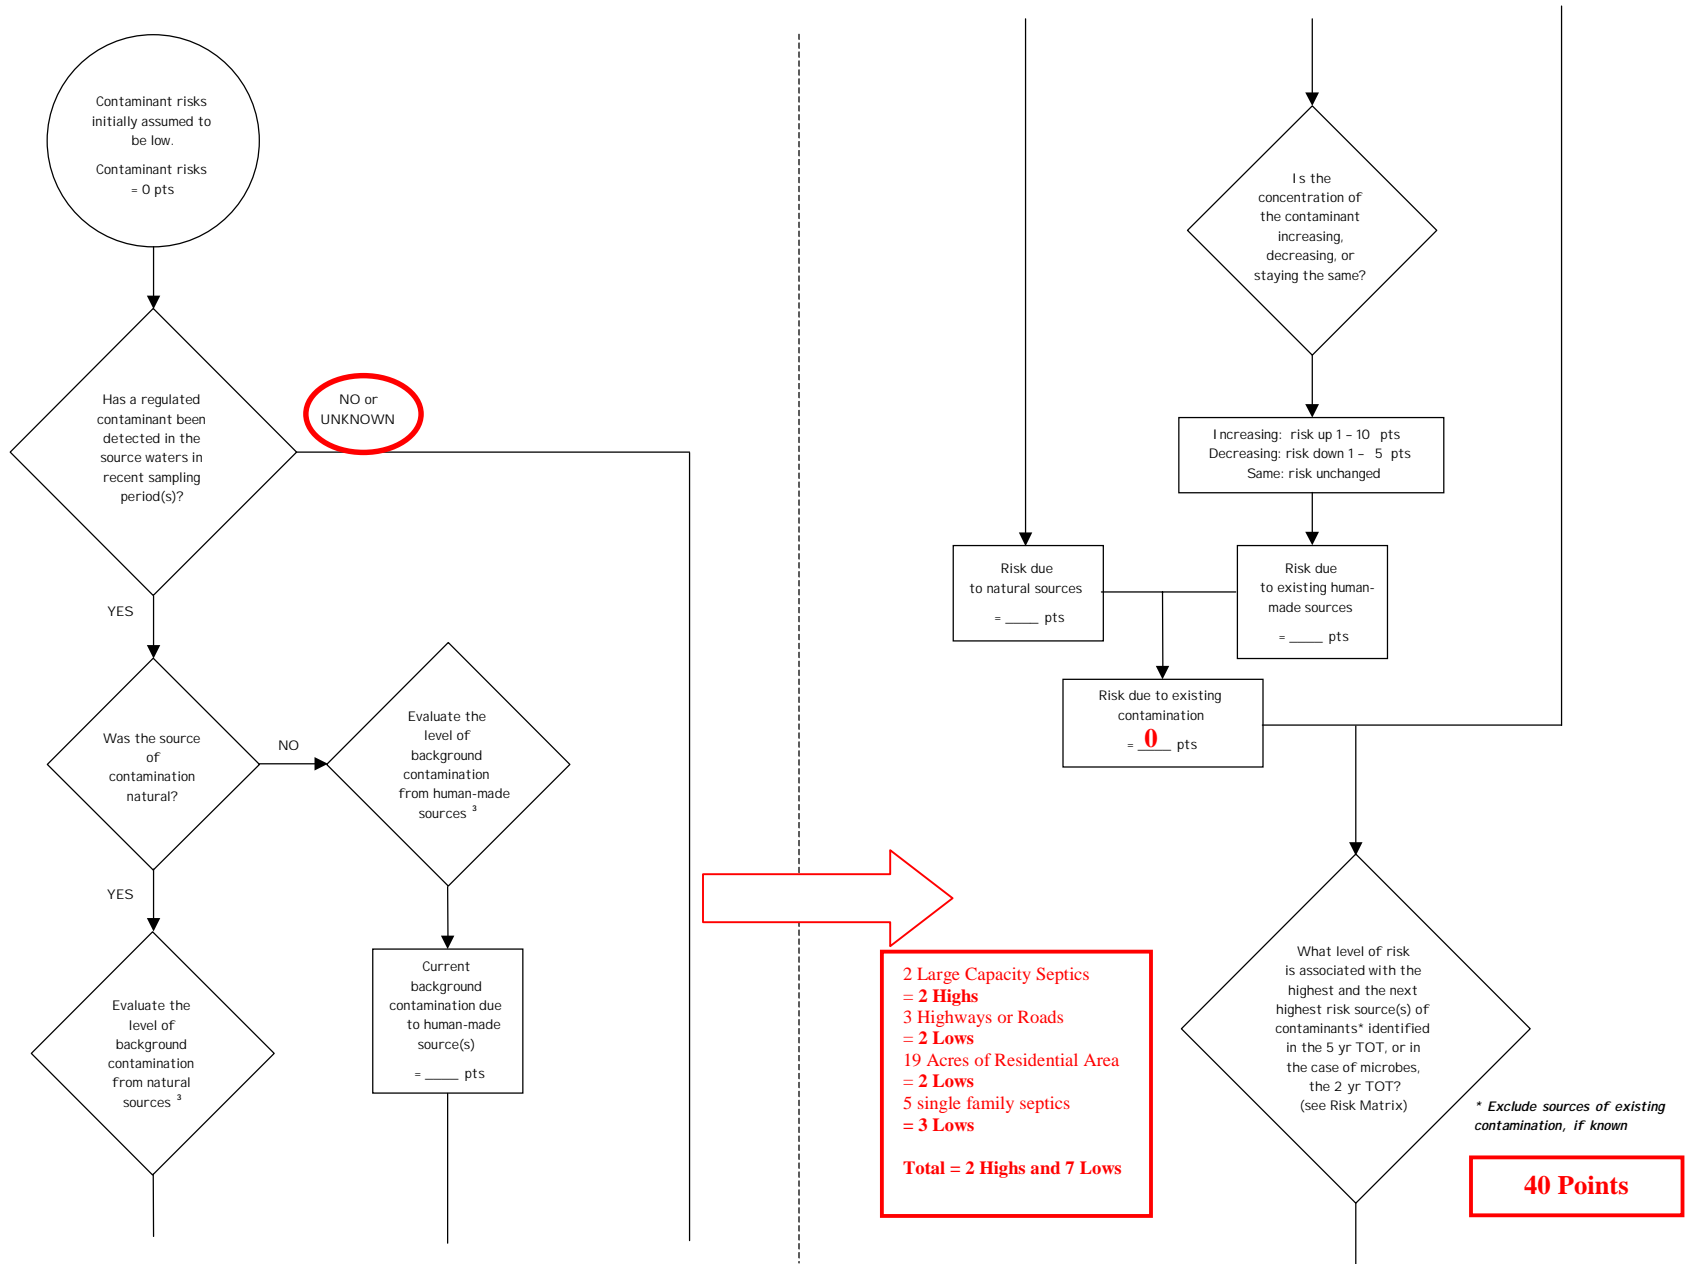 Contaminant risks
initially assumed to
be low.
Contaminant risks
= 0 pts
Has a regulated
contaminant been
detected in the
source waters in
recent sampling
period(s)?
NO or
UNKNOWN
YES
Was the source
of
contamination
natural?
NO
Evaluate the
level of
background
contamination
from human-made
sources ³
YES
Evaluate the
level of
background
contamination
from natural
sources ³
Current
background
contamination due
to human-made
source(s)
= _____ pts
Is the
concentration of
the contaminant
increasing,
decreasing, or
staying the same?
Increasing: risk up 1 – 10 pts
Decreasing: risk down 1 – 5 pts
Same: risk unchanged
Risk due
to natural sources
= _____ pts
Risk due
to existing human-
made sources
= _____ pts
Risk due to existing
contamination
= __0__ pts
2 Large Capacity Septics
= 2 Highs
3 Highways or Roads
= 2 Lows
19 Acres of Residential Area
= 2 Lows
5 single family septics
= 3 Lows
Total = 2 Highs and 7 Lows
What level of risk
is associated with the
highest and the next
highest risk source(s) of
contaminants* identified
in the 5 yr TOT, or in
the case of microbes,
the 2 yr TOT?
(see Risk Matrix)
* Exclude sources of existing
contamination, if known
40 Points